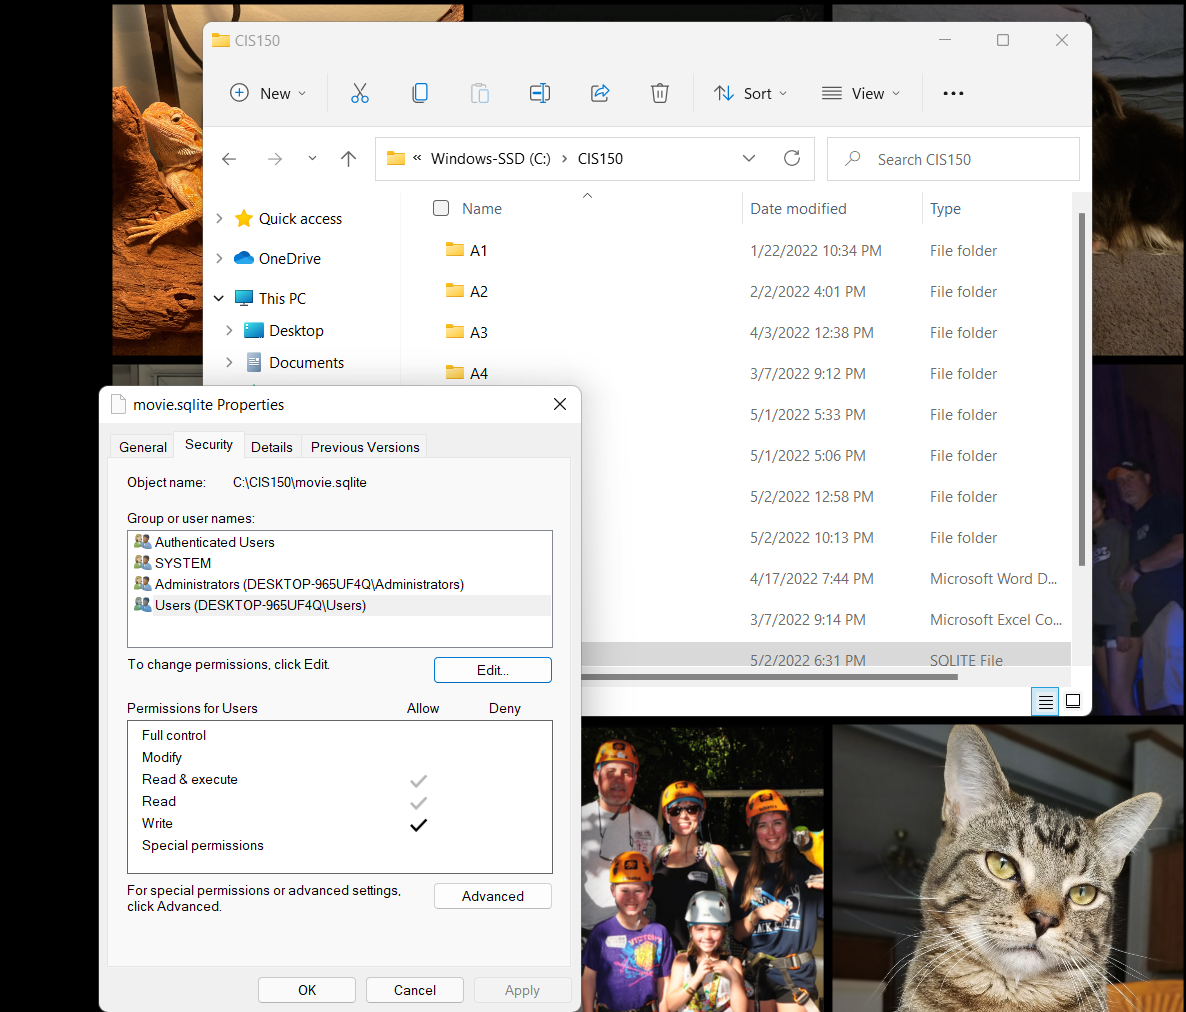 CIS150
New
Sort
View
« Windows-SSD (C:) > CIS150
Search CIS150
Quick access
OneDrive
This PC
Desktop
Documents
Name Date modified Type
A1 1/22/2022 10:34 PM File folder
A2 2/2/2022 4:01 PM File folder
A3 4/3/2022 12:38 PM File folder
A4 3/7/2022 9:12 PM File folder
5/1/2022 5:33 PM File folder
5/1/2022 5:06 PM File folder
5/2/2022 12:58 PM File folder
5/2/2022 10:13 PM File folder
4/17/2022 7:44 PM Microsoft Word D...
3/7/2022 9:14 PM Microsoft Excel Co...
5/2/2022 6:31 PM SQLITE File
movie.sqlite Properties
General Security Details Previous Versions
Object name: C:\CIS150\movie.sqlite
Group or user names:
Authenticated Users
SYSTEM
Administrators (DESKTOP-965UF4Q\Administrators)
Users (DESKTOP-965UF4Q\Users)
To change permissions, click Edit.
Edit...
Permissions for Users Allow Deny
Full control
Modify
Read & execute
Read
Write
Special permissions
For special permissions or advanced settings,
click Advanced.
Advanced
OK Cancel Apply